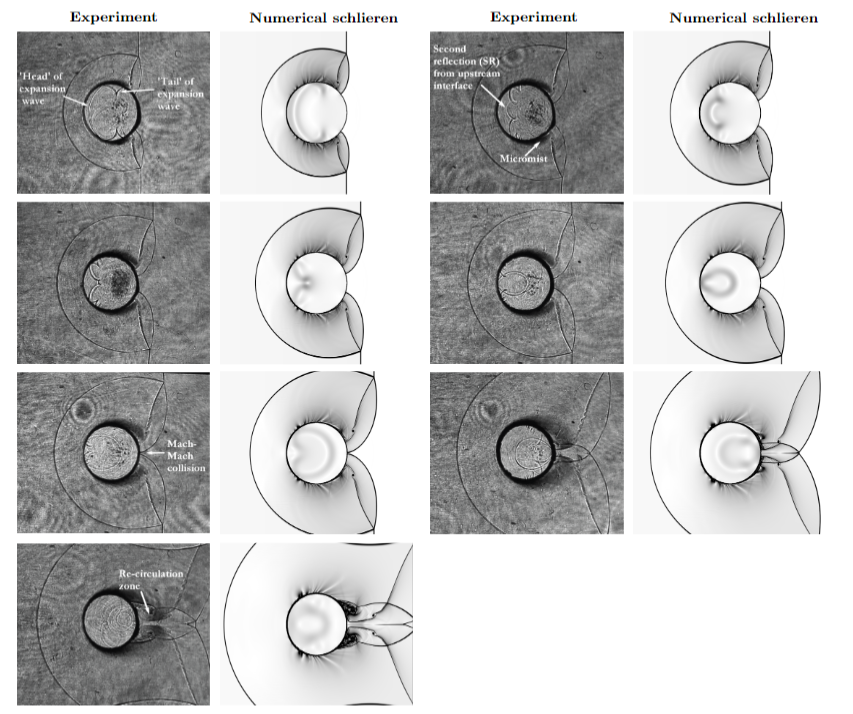 Experiment
Numerical schlieren
Experiment
Numerical schlieren
'Head' of
expansion
wave
'Tail' of
expansion
wave
Second
reflection (SR)
from upstream
interface
Micromist
Mach-
Mach
collision
Re-circulation
zone